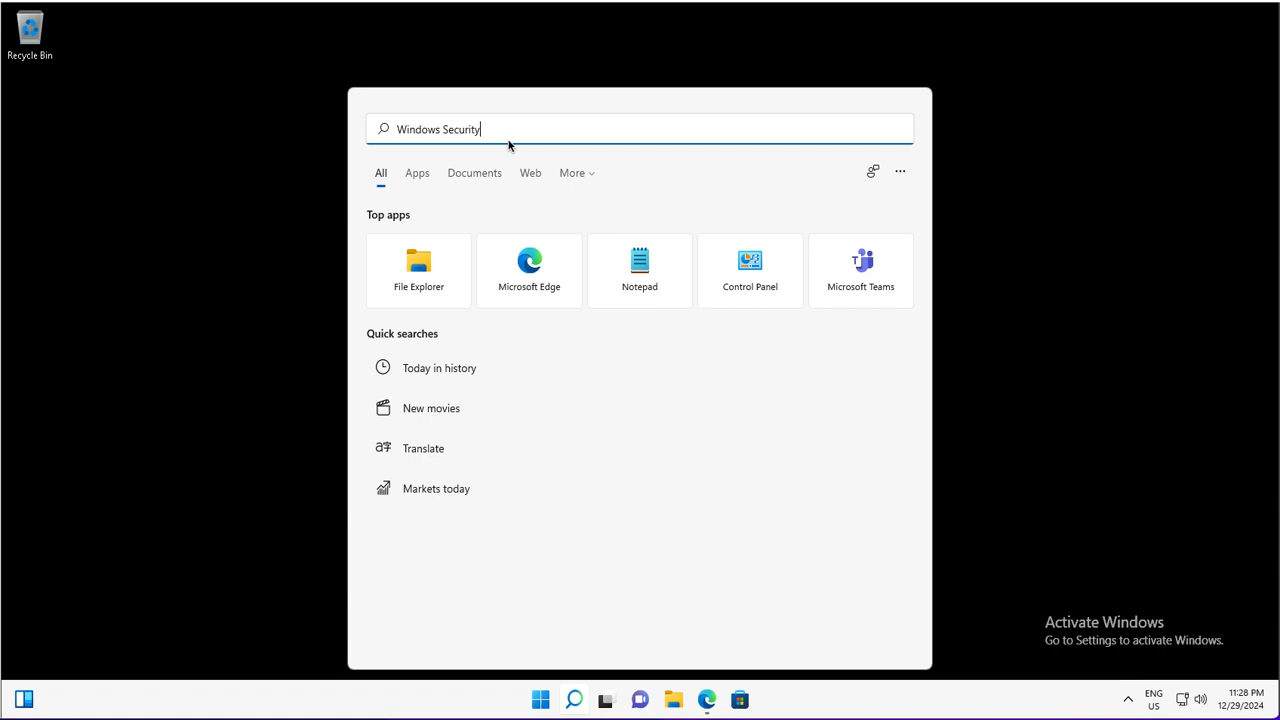 Recycle Bin
Windows Security
All Apps Documents Web More
Top apps
File Explorer Microsoft Edge Notepad Control Panel Microsoft Teams
Quick searches
Today in history
New movies
Translate
Markets today
Activate Windows
Go to Settings to activate Windows.
ENG 11:28 PM
US 12/29/2024